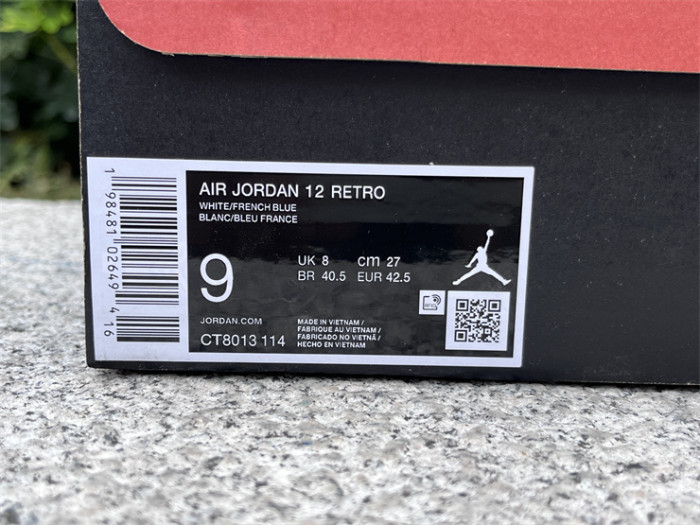 AIR JORDAN 12 RETRO
WHITE/FRENCH BLUE
BLANC/BLEU FRANCE
9
UK 8 cm 27
BR 40.5 EUR 42.5
JORDAN.COM
CT8013 114
MADE IN VIETNAM /
FABRIQUE AU VIETNAM /
FABRICADO NO VIETNÃ /
HECHO EN VIETNAM
1 98481 02649 4 16